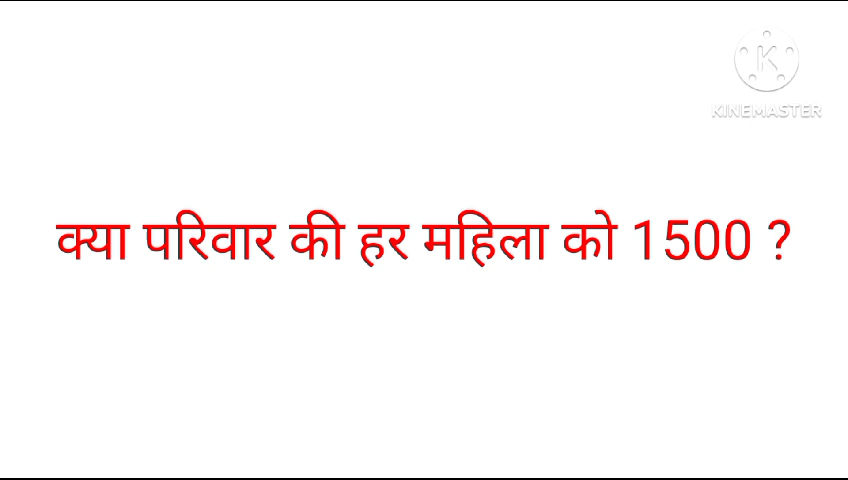 KINEMASTER
क्या परिवार की हर महिला को 1500 ?